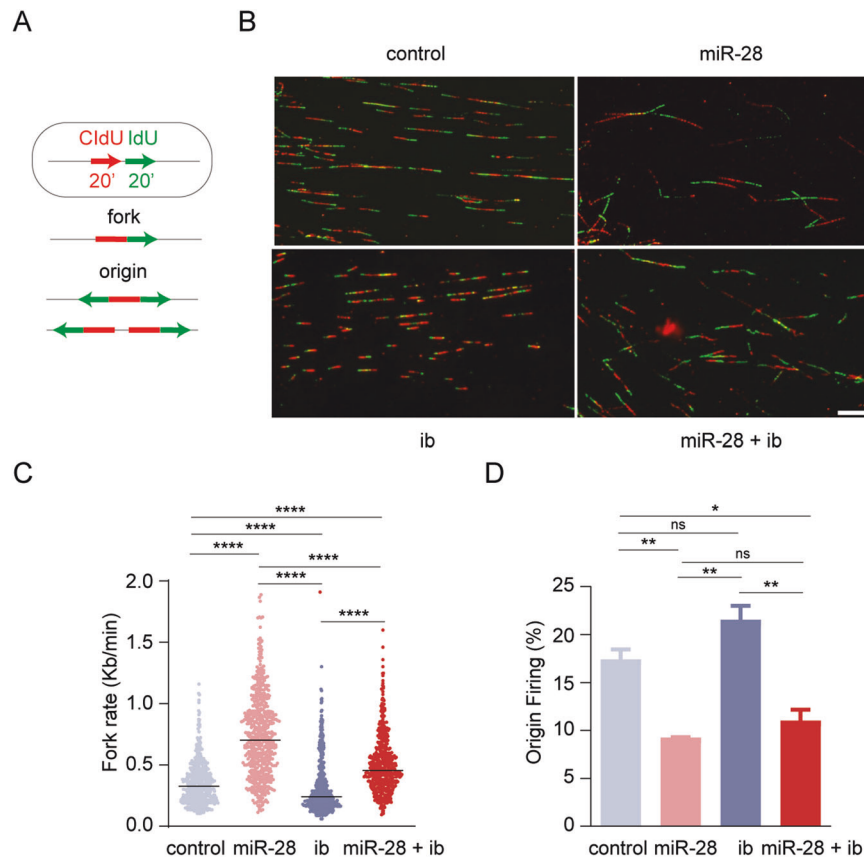 A
CldU IdU
20' 20'
fork
origin
B
control miR-28
ib miR-28 + ib
C
****
****
****
****
****
****
Fork rate (Kb/min)
2.0
1.5
1.0
0.5
0.0
control miR-28 ib miR-28 + ib
D
*
ns
**
ns
**
**
Origin Firing (%)
25
20
15
10
5
0
control miR-28 ib miR-28 + ib